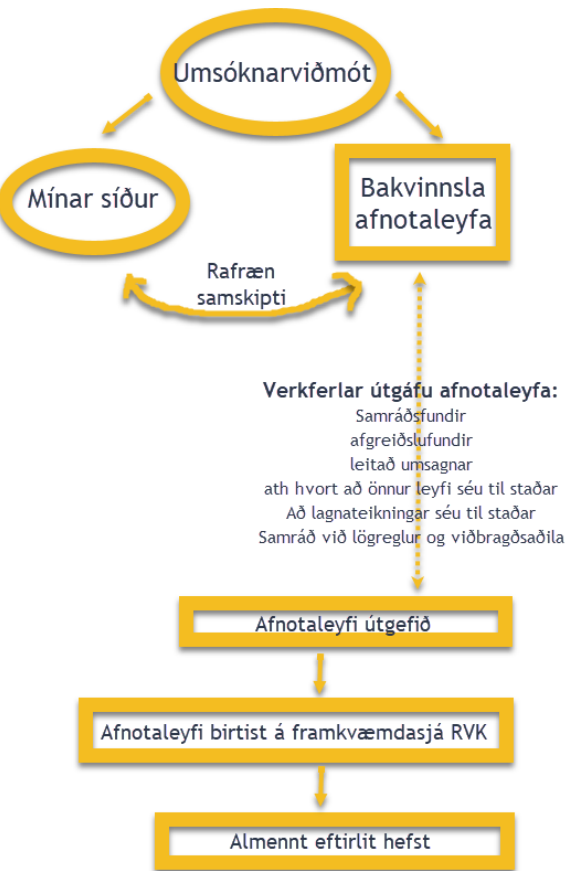 Umsóknarviðmót
Mínar síður
Bakvinnsla
afnotaleyfa
Rafræn
samskipti
Verkferlar útgáfu afnotaleyfa:
Samráðsfundir
afgreiðslufundir
leitað umsagnar
ath hvort að önnur leyfi séu til staðar
Að lagnateikningar séu til staðar
Samráð við lögreglur og viðbragðsaðila
Afnotaleyfi útgefið
Afnotaleyfi birtist á framkvæmdasjá RVK
Almennt eftirlit hefst